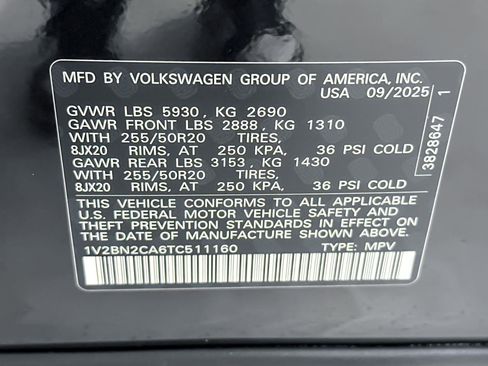 MFD BY VOLKSWAGEN GROUP OF AMERICA, INC.
USA 09/2025
GVWR LBS 5930 , KG 2690
GAWR FRONT LBS 2888 , KG 1310
WITH 255/50R20 TIRES,
8JX20 RIMS, AT 250 KPA, 36 PSI COLD
GAWR REAR LBS 3153 , KG 1430
WITH 255/50R20 TIRES,
8JX20 RIMS, AT 250 KPA, 36 PSI COLD
THIS VEHICLE CONFORMS TO ALL APPLICABLE
U.S. FEDERAL MOTOR VEHICLE SAFETY AND
THEFT PREVENTION STANDARDS IN EFFECT ON
THE DATE OF MANUFACTURE SHOWN ABOVE.
1V2BN2CA6TC511160 TYPE: MPV
3828647 1